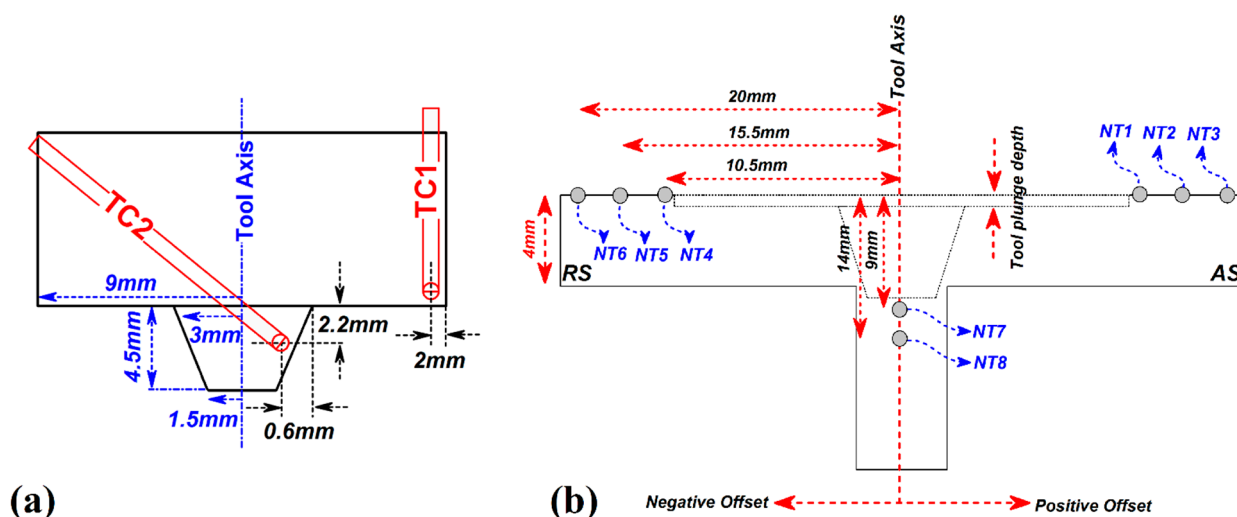 TC2
Tool Axis
TC1
9mm
3mm
4.5mm
2.2mm
2mm
1.5mm
0.6mm
(a)
Tool Axis
20mm
15.5mm
10.5mm
NT1
NT2
NT3
Tool plunge depth
4mm
NT6
NT5
NT4
14mm
9mm
RS
AS
NT7
NT8
Negative Offset
Positive Offset
(b)